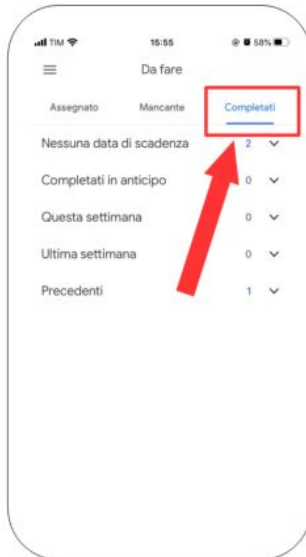 TIM 15:55 58%
Da fare
Assegnato Mancante Completati
Nessuna data di scadenza 2
Completati in anticipo 0
Questa settimana 0
Ultima settimana 0
Precedenti 1